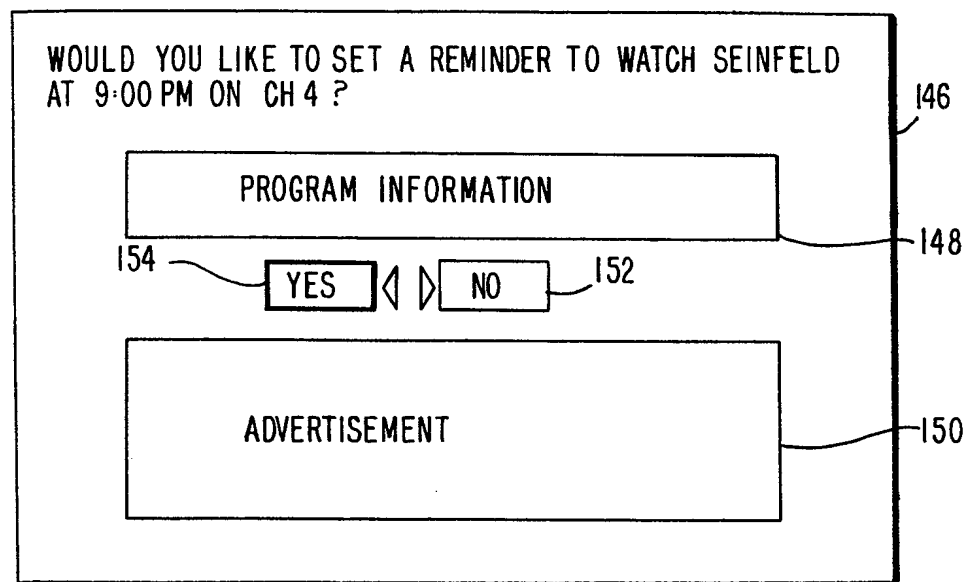 WOULD YOU LIKE TO SET A REMINDER TO WATCH SEINFELD
AT 9:00 PM ON CH 4 ?
146
PROGRAM INFORMATION
148
154
YES
NO
152
ADVERTISEMENT
150